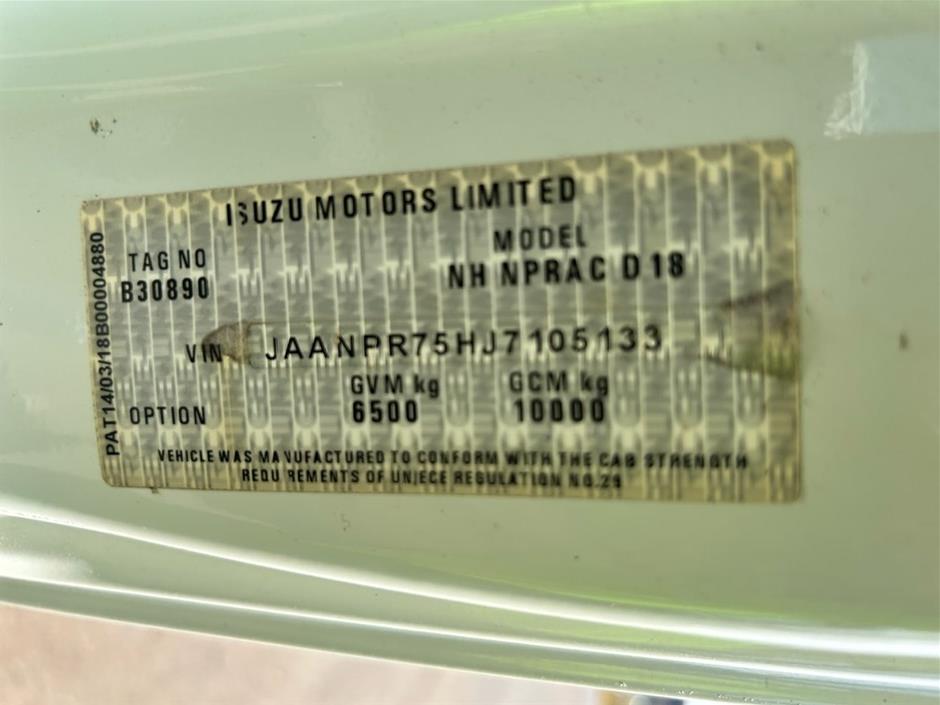 ISUZU MOTORS LIMITED
TAG NO
B30890
MODEL
NH NPRAC D18
VIN JAANPR75HJ7105133
OPTION
GVM kg
6500
GCM kg
10000
VEHICLE WAS MANUFACTURED TO CONFORM WITH THE CAB STRENGTH
REQUIREMENTS OF UN/ECE REGULATION NO.29
PAT14/03/18B00004880